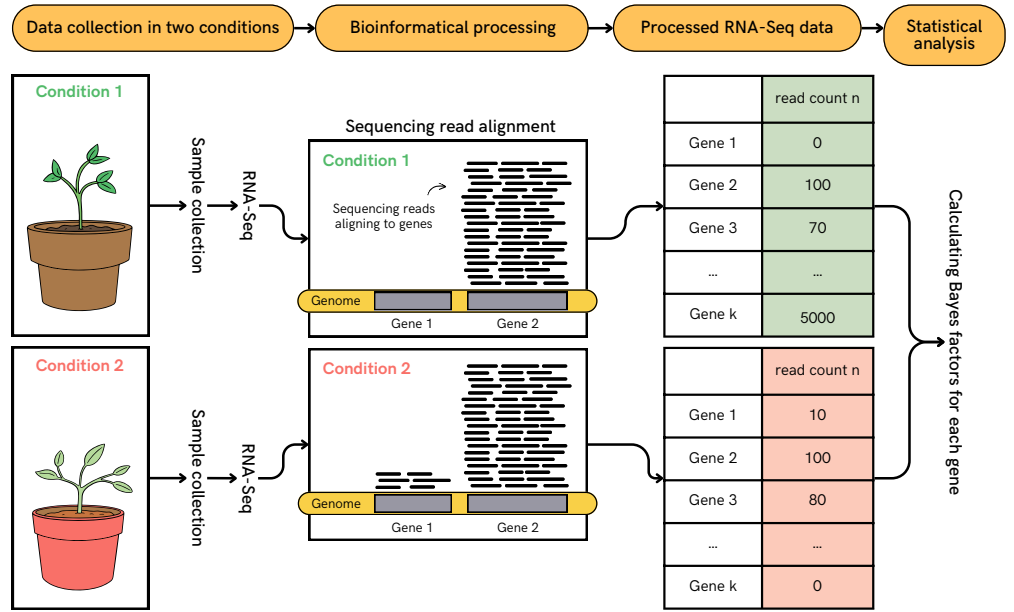 Data collection in two conditions
Bioinformatical processing
Processed RNA-Seq data
Statistical
analysis
Condition 1
Sample collection
RNA-Seq
Sequencing read alignment
Condition 1
Sequencing reads
aligning to genes
Genome
Gene 1
Gene 2
read count n
Gene 1 0
Gene 2 100
Gene 3 70
... ...
Gene k 5000
Condition 2
Sample collection
RNA-Seq
Condition 2
Genome
Gene 1
Gene 2
read count n
Gene 1 10
Gene 2 100
Gene 3 80
... ...
Gene k 0
Calculating Bayes factors for each gene